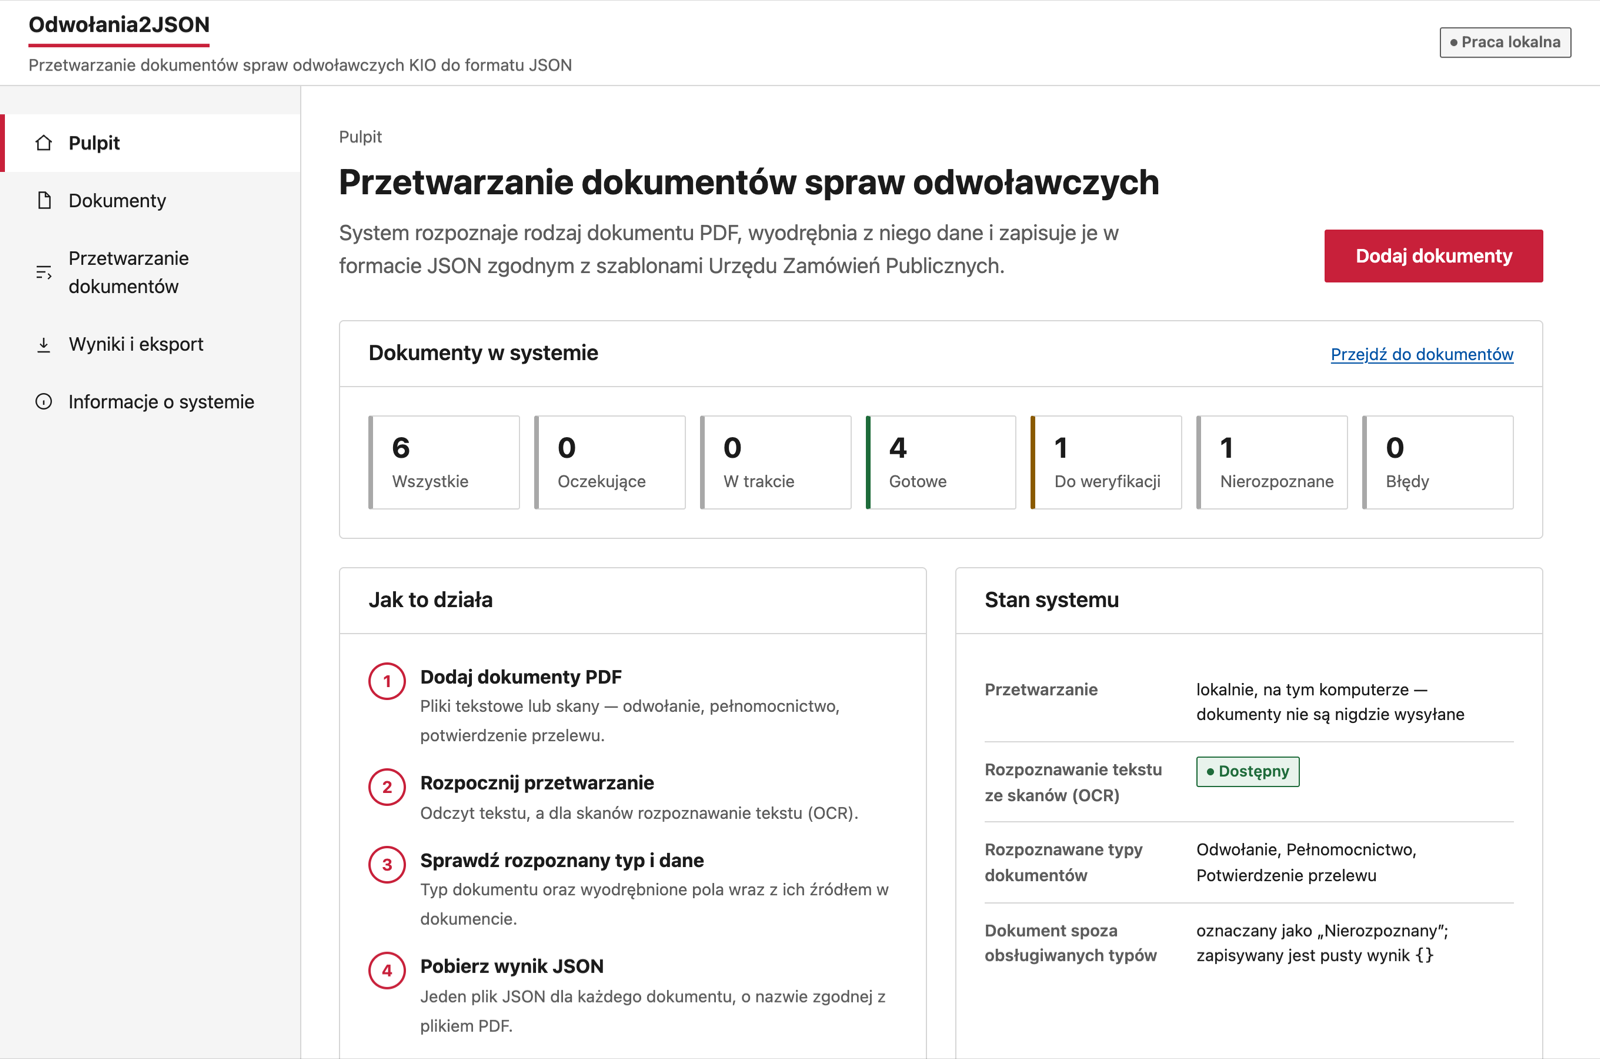 Odwołania2JSON
Przetwarzanie dokumentów spraw odwoławczych KIO do formatu JSON
Praca lokalna
Pulpit
Dokumenty
Przetwarzanie
dokumentów
Wyniki i eksport
Informacje o systemie
Pulpit
Przetwarzanie dokumentów spraw odwoławczych
System rozpoznaje rodzaj dokumentu PDF, wyodrębnia z niego dane i zapisuje je w
formacie JSON zgodnym z szablonami Urzędu Zamówień Publicznych.
Dodaj dokumenty
Dokumenty w systemie
Przejdź do dokumentów
6
Wszystkie
0
Oczekujące
0
W trakcie
4
Gotowe
1
Do weryfikacji
1
Nierozpoznane
0
Błędy
Jak to działa
1
Dodaj dokumenty PDF
Pliki tekstowe lub skany — odwołanie, pełnomocnictwo,
potwierdzenie przelewu.
2
Rozpocznij przetwarzanie
Odczyt tekstu, a dla skanów rozpoznawanie tekstu (OCR).
3
Sprawdź rozpoznany typ i dane
Typ dokumentu oraz wyodrębnione pola wraz z ich źródłem w
dokumencie.
4
Pobierz wynik JSON
Jeden plik JSON dla każdego dokumentu, o nazwie zgodnej z
plikiem PDF.
Stan systemu
Przetwarzanie
lokalnie, na tym komputerze —
dokumenty nie są nigdzie wysyłane
Rozpoznawanie tekstu
ze skanów (OCR)
Dostępny
Rozpoznawane typy
dokumentów
Odwołanie, Pełnomocnictwo,
Potwierdzenie przelewu
Dokument spoza
obsługiwanych typów
oznaczany jako „Nierozpoznany”;
zapisywany jest pusty wynik {}